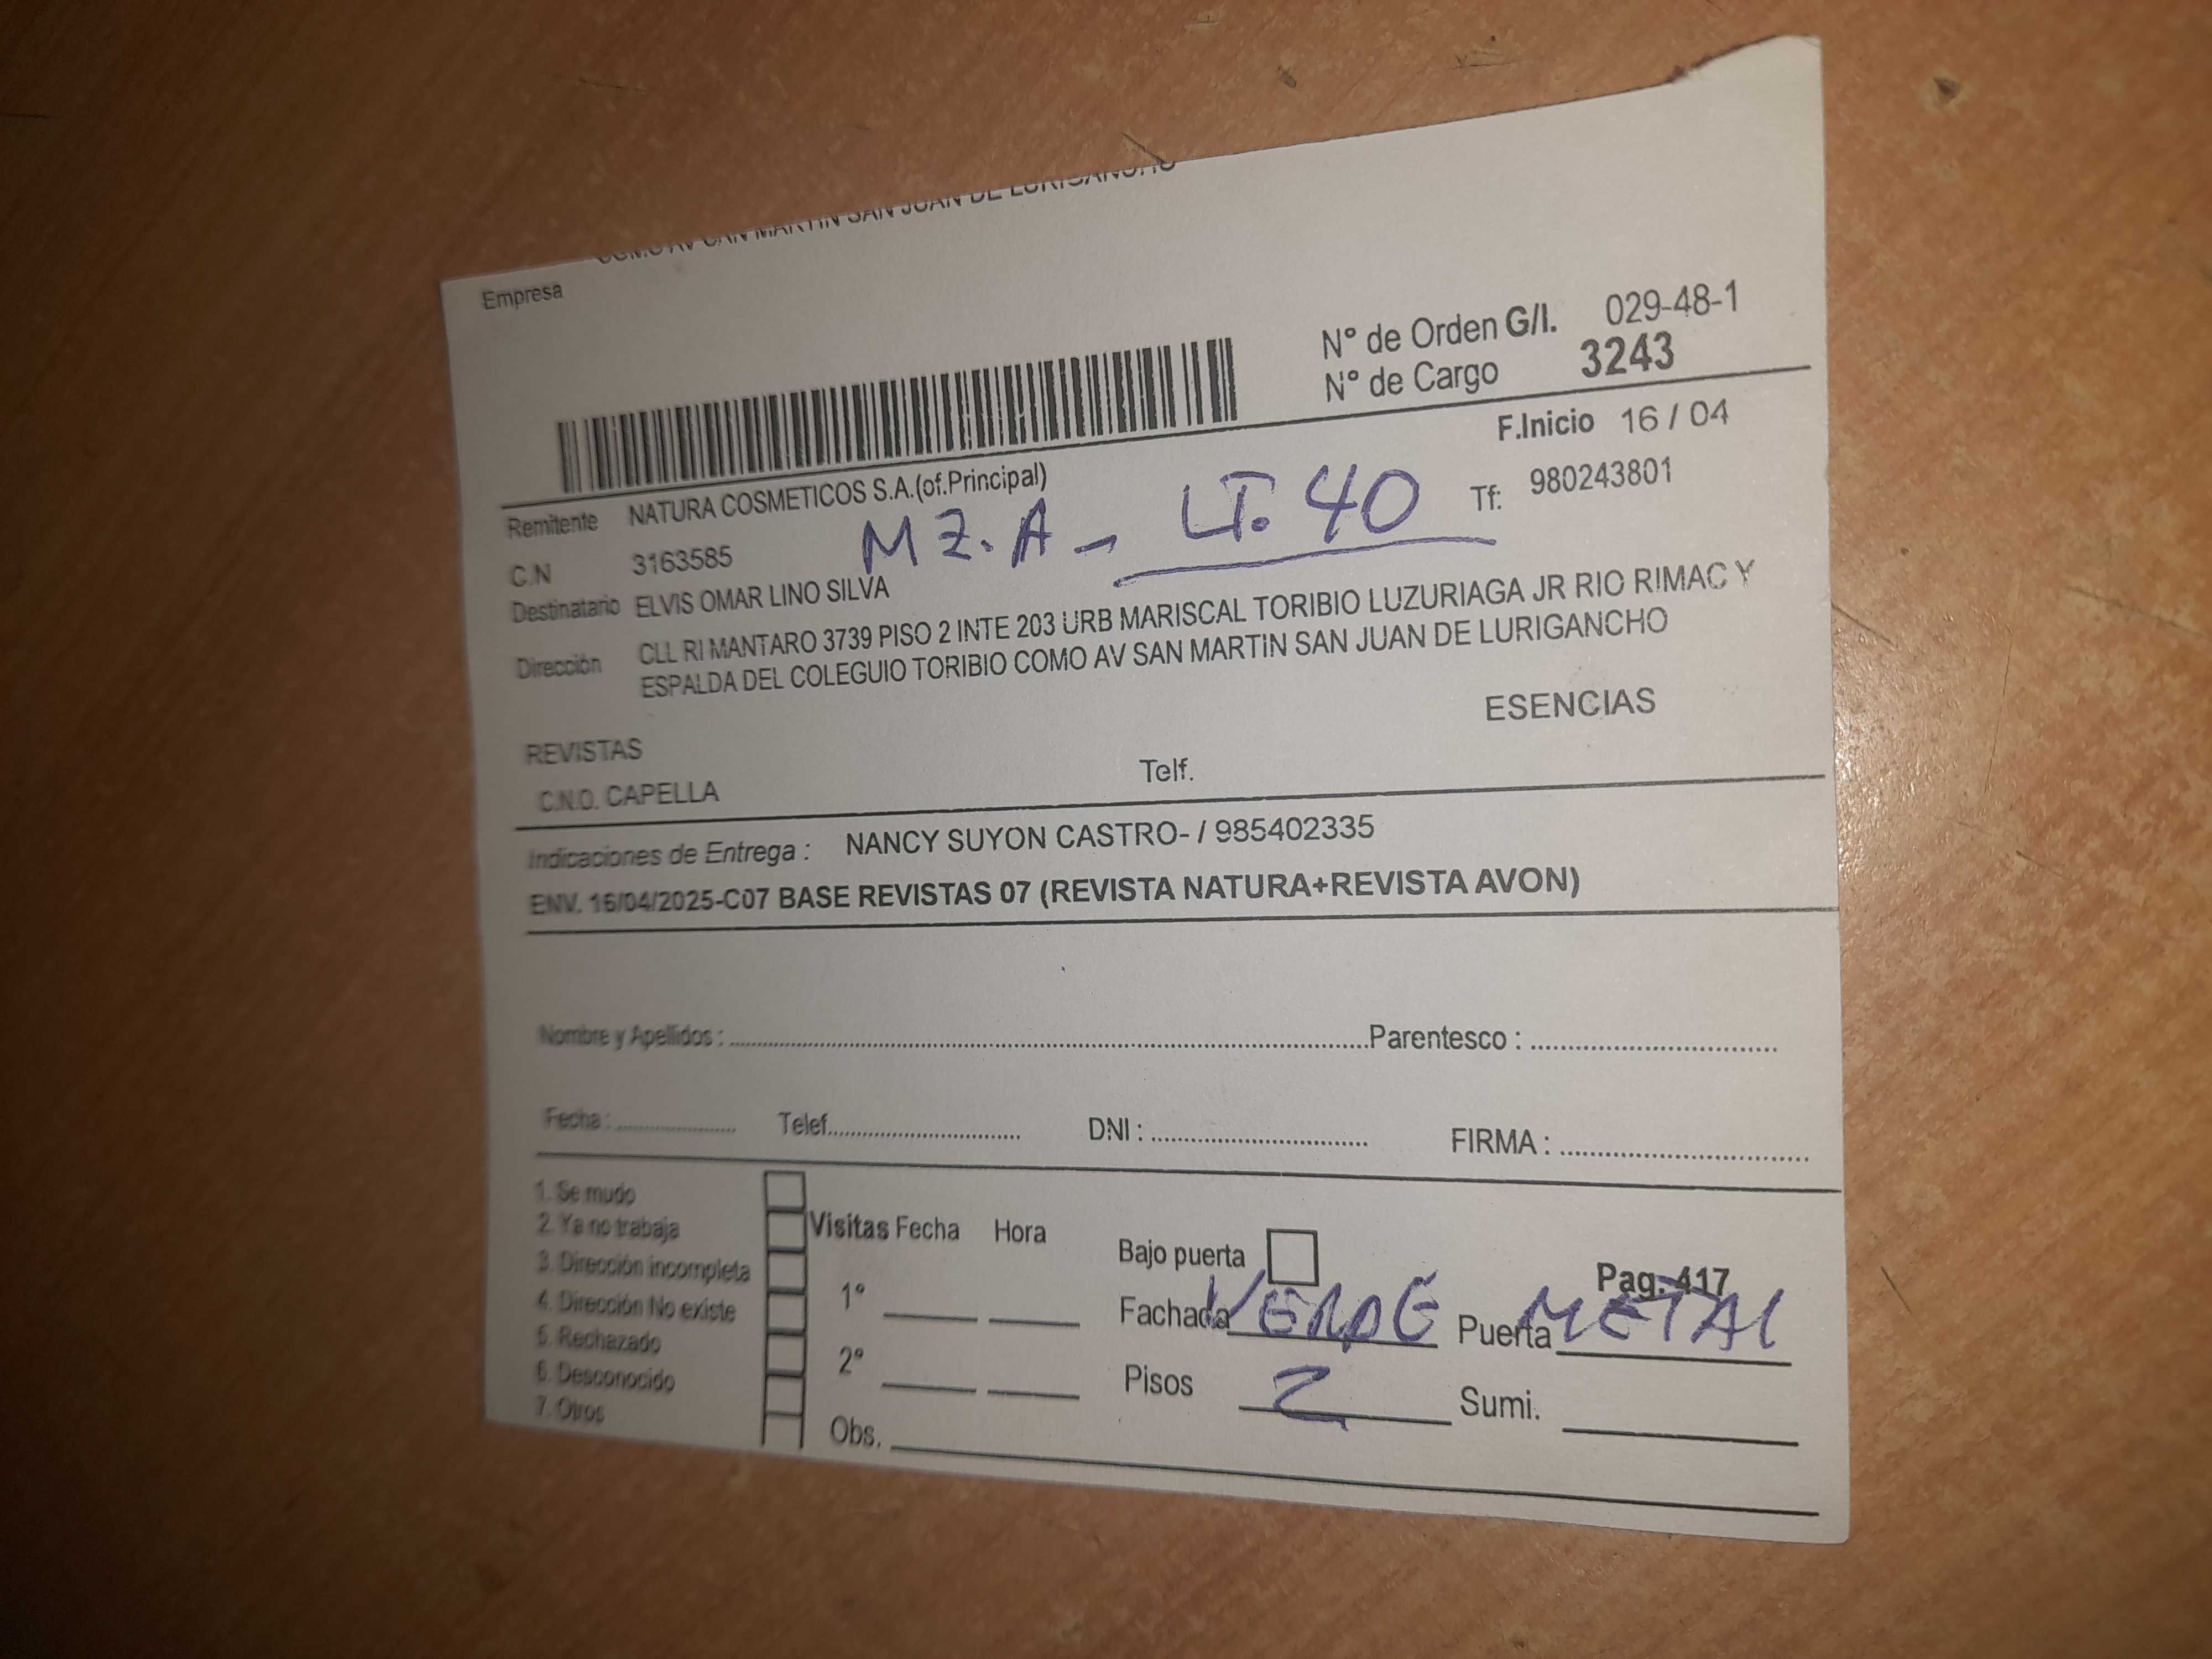 Empresa
Nº de Orden G/I. 029-48-1
Nº de Cargo 3243
F.Inicio 16 / 04
Remitente NATURA COSMETICOS S.A.(of.Principal)
Tf: 980243801
C.N 3163585
MZ. A - LT. 40
Destinatario ELVIS OMAR LINO SILVA
Dirección CLL RI MANTARO 3739 PISO 2 INTE 203 URB MARISCAL TORIBIO LUZURIAGA JR RIO RIMAC Y
ESPALDA DEL COLEGUIO TORIBIO COMO AV SAN MARTIN SAN JUAN DE LURIGANCHO
ESENCIAS
REVISTAS
C.N.O. CAPELLA Telf.
Indicaciones de Entrega : NANCY SUYON CASTRO- / 985402335
ENV. 16/04/2025-C07 BASE REVISTAS 07 (REVISTA NATURA+REVISTA AVON)
Nombre y Apellidos : Parentesco :
Fecha : Telef. DNI : FIRMA :
1. Se mudo
2. Ya no trabaja
3. Dirección incompleta
4. Dirección No existe
5. Rechazado
6. Desconocido
7. Otros
Visitas Fecha Hora
1º
2º
Obs.
Bajo puerta
Pag. 417
Fachada VERDE Puerta METAL
Pisos 2 Sumi.